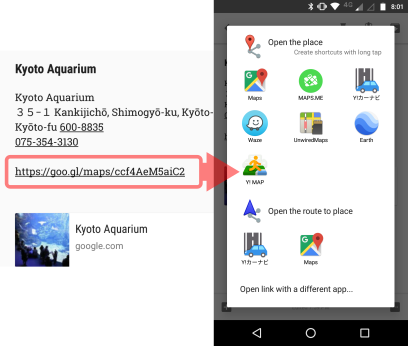 Kyoto Aquarium
Kyoto Aquarium
３５−１ Kankijichō, Shimogyō-ku, Kyōto-
Kyōto-fu 600-8835
075-354-3130
https://goo.gl/maps/ccf4AeM5aiC2
Kyoto Aquarium
google.com
4G 8:01
Open the place
Create shortcuts with long tap
Maps
MAPS.ME
Y!カーナビ
Waze
UnwiredMaps
Earth
Y! MAP
Open the route to place
Y!カーナビ
Maps
Open link with a different app...